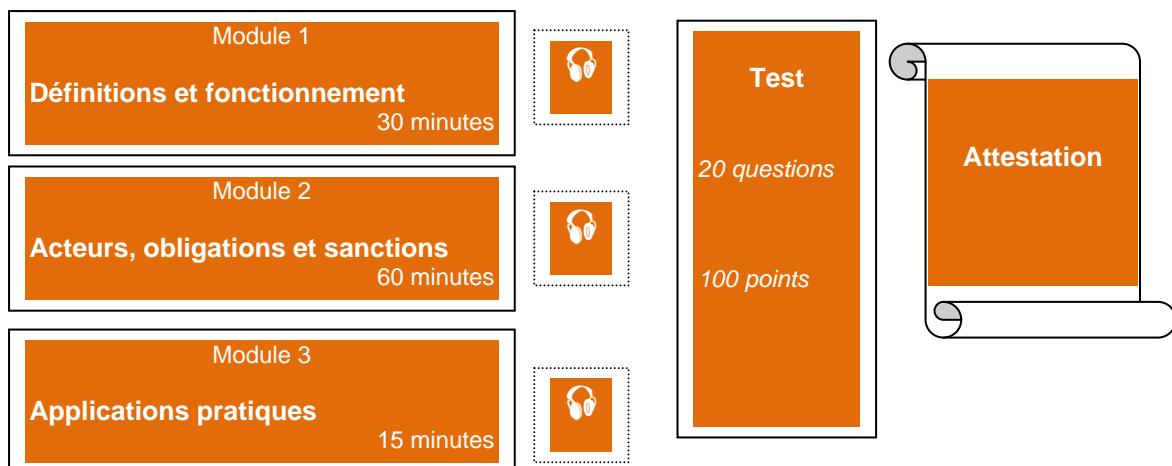 Module 1
Définitions et fonctionnement
30 minutes
Module 2
Acteurs, obligations et sanctions
60 minutes
Module 3
Applications pratiques
15 minutes
Test
20 questions
100 points
Attestation